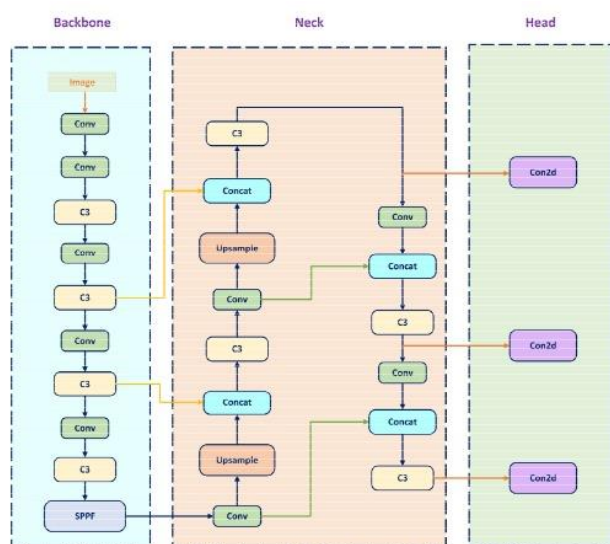 Backbone
Neck
Head
Image
Conv
Conv
C3
Conv
C3
Conv
C3
Conv
C3
SPPF
C3
Concat
Upsample
Conv
C3
Concat
Upsample
Conv
Conv
Concat
C3
Conv
Concat
C3
Con2d
Con2d
Con2d